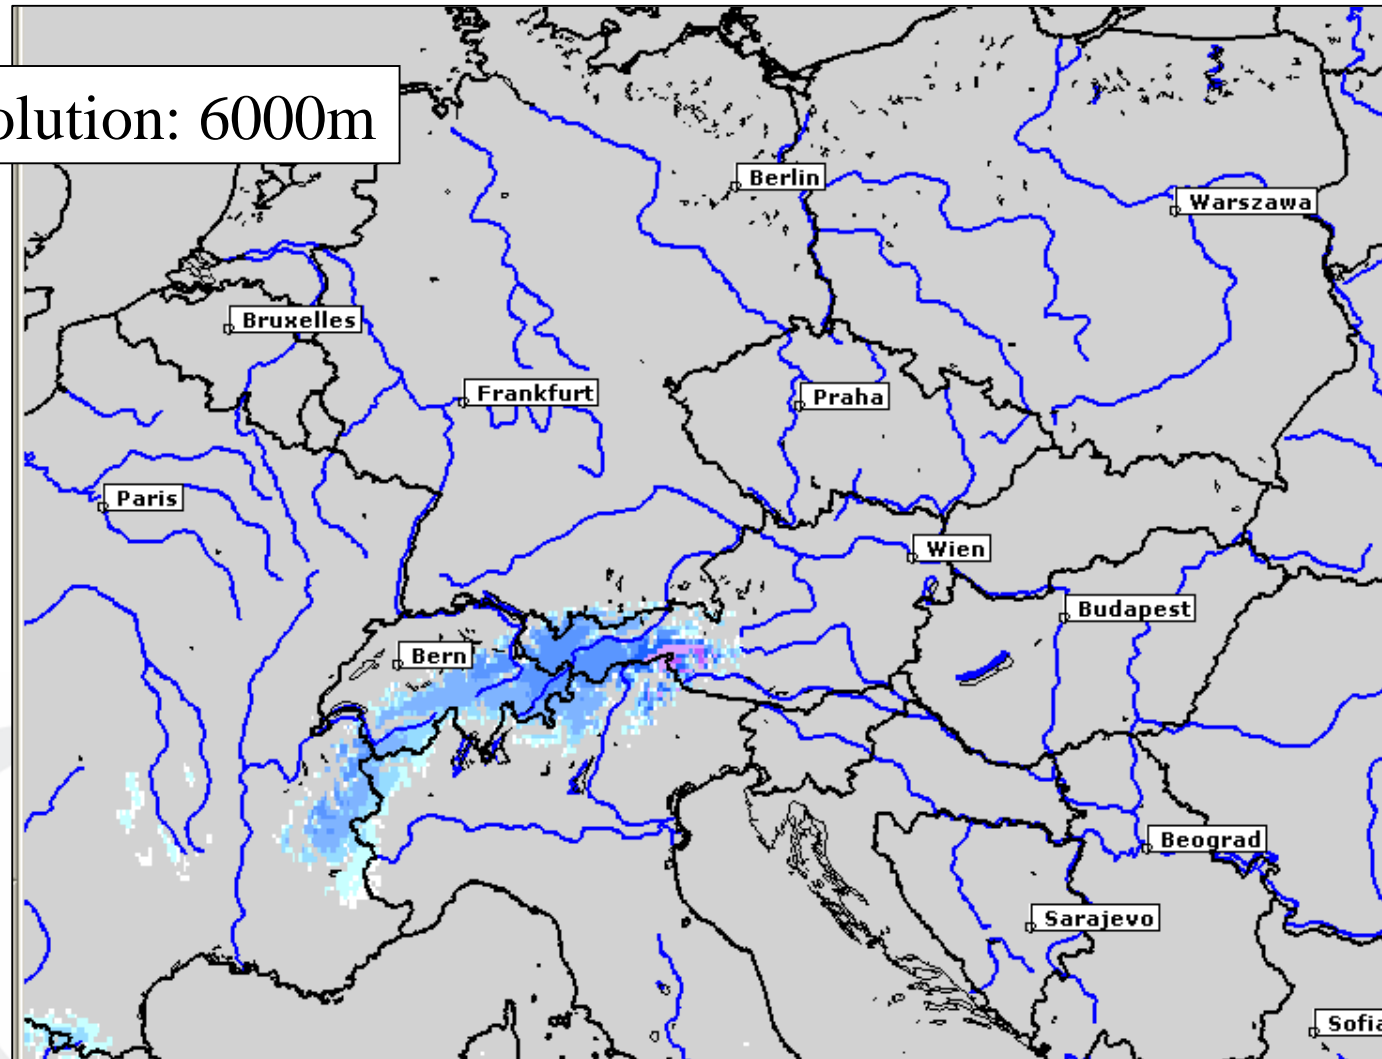 olution: 6000m
Berlin
Warszawa
Bruxelles
Frankfurt
Praha
Paris
Wien
Budapest
Bern
Beograd
Sarajevo
Sofia